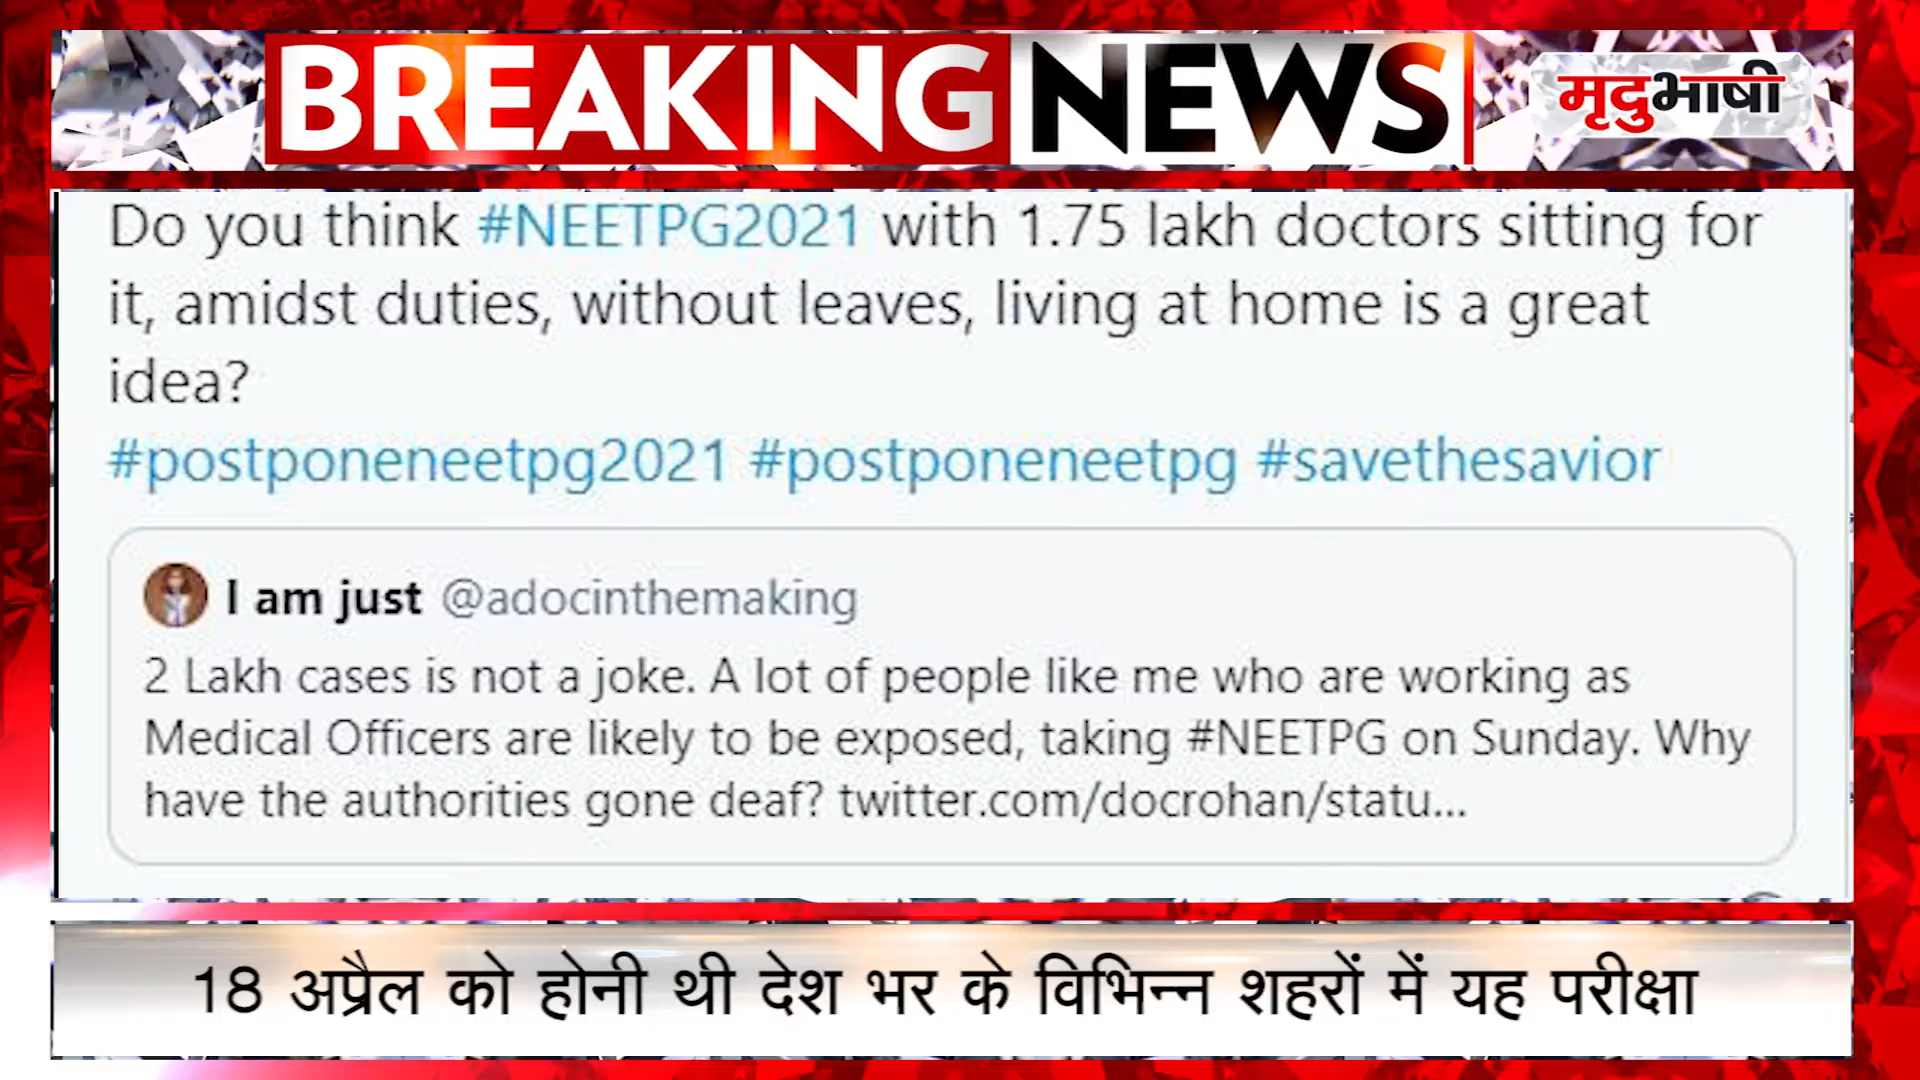 BREAKING NEWS
मृदुभाषी
Do you think #NEETPG2021 with 1.75 lakh doctors sitting for
it, amidst duties, without leaves, living at home is a great
idea?
#postponeneetpg2021 #postponeneetpg #savethesavior
I am just @adocinthemaking
2 Lakh cases is not a joke. A lot of people like me who are working as
Medical Officers are likely to be exposed, taking #NEETPG on Sunday. Why
have the authorities gone deaf? twitter.com/docrohan/statu...
18 अप्रैल को होनी थी देश भर के विभिन्न शहरों में यह परीक्षा